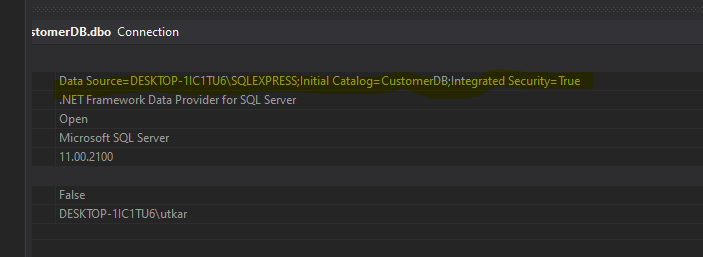 stomerDB.dbo Connection
Data Source=DESKTOP-1IC1TU6\SQLEXPRESS;Initial Catalog=CustomerDB;Integrated Security=True
.NET Framework Data Provider for SQL Server
Open
Microsoft SQL Server
11.00.2100
False
DESKTOP-1IC1TU6\utkar